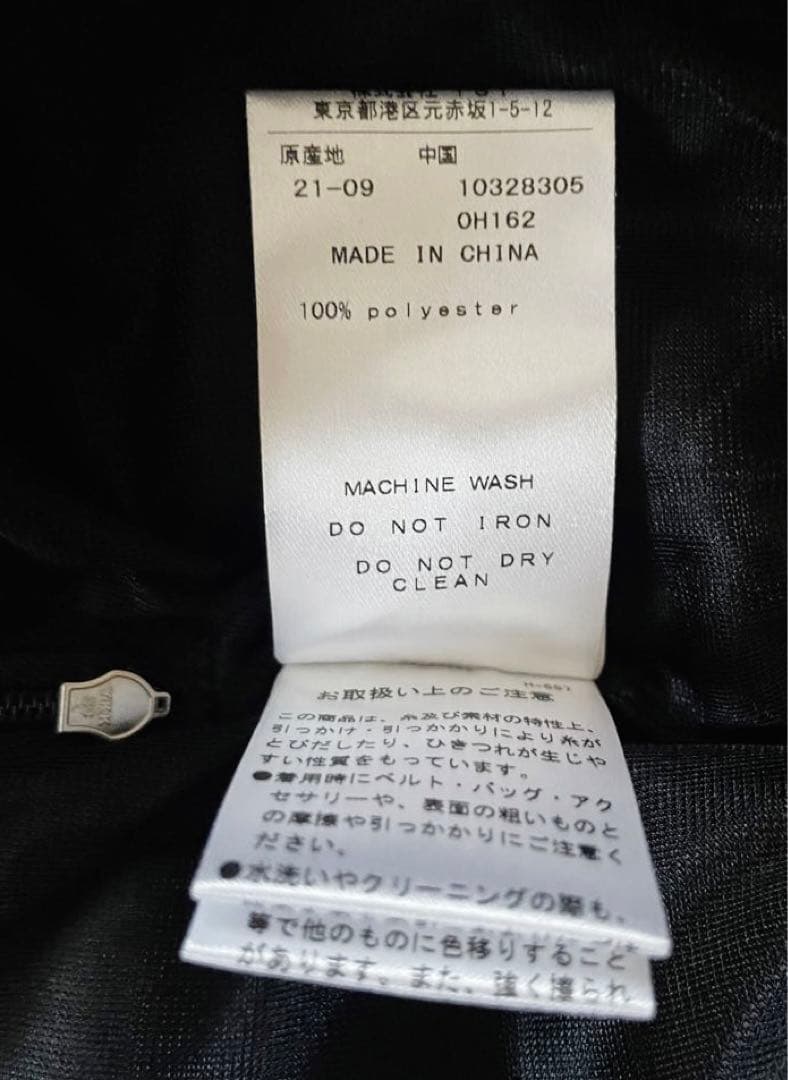 東京都港区元赤坂1-5-12
原産地 中国
21-09 10328305
OH162
MADE IN CHINA
100% polyester
MACHINE WASH
DO NOT IRON
DO NOT DRY
CLEAN
お取扱い上のご注意
この商品は、糸及び素材の特性上、
引っかけ・引っかかりにより糸が
とびだしたり、ひきつれが生じや
すい性質をもっています。
●着用時にベルト・バッグ・アク
セサリーや、表面の粗いものと
の摩擦や引っかかりにご注意く
ださい。
●水洗いやクリーニングの際も、
等で他のものに色移りすること
があります。また、強く擦られ